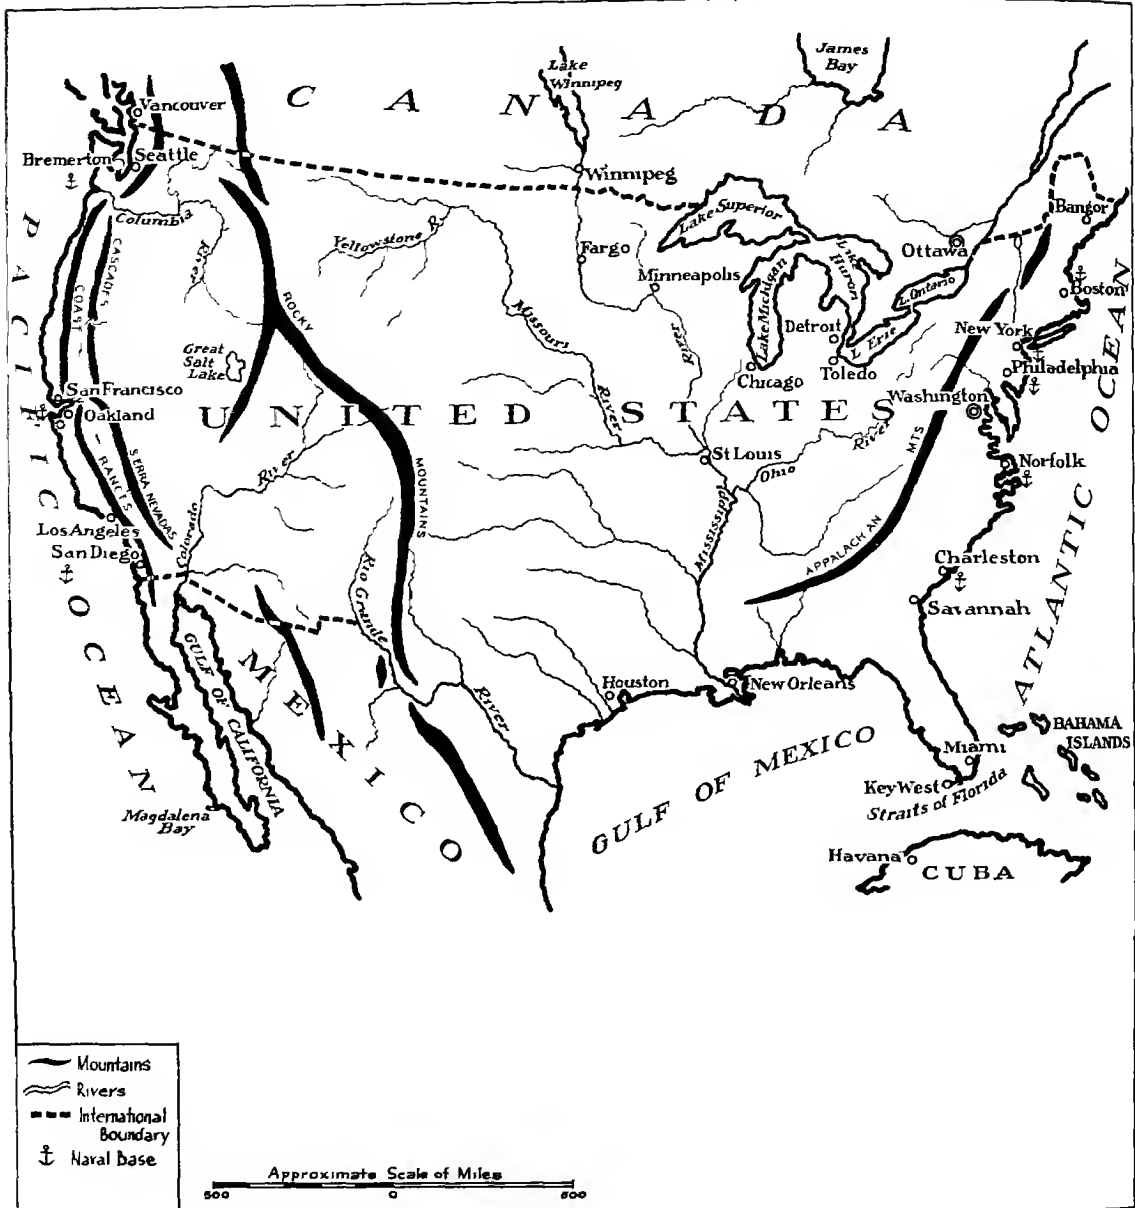 James
Bay
Lake
Winnipeg
CANADA
Vancouver
Bremerton
Seattle
Winnipeg
Columbia
River
Yellowstone R.
Lake Superior
Bangor
Ottawa
Fargo
Minneapolis
Lake Michigan
Lake
Huron
L. Ontario
Boston
PACIFIC OCEAN
CASCADES
COAST
RANGES
ROCKY
MOUNTAINS
Missouri
River
River
Detroit
L Erie
New York
Great
Salt
Lake
Chicago
Toledo
Philadelphia
San Francisco
Oakland
UNITED STATES
Washington
SIERRA NEVADAS
River
Colorado
St Louis
Ohio
River
MTS
APPALACHIAN
Norfolk
Los Angeles
San Diego
Mississippi
Charleston
Savannah
Rio
Grande
River
GULF OF CALIFORNIA
MEXICO
Houston
New Orleans
ATLANTIC OCEAN
BAHAMA
ISLANDS
Miami
Key West
Straits of Florida
GULF OF MEXICO
Magdalena
Bay
Havana
CUBA
Mountains
Rivers
International
Boundary
Naval Base
Approximate Scale of Miles
500 0 500